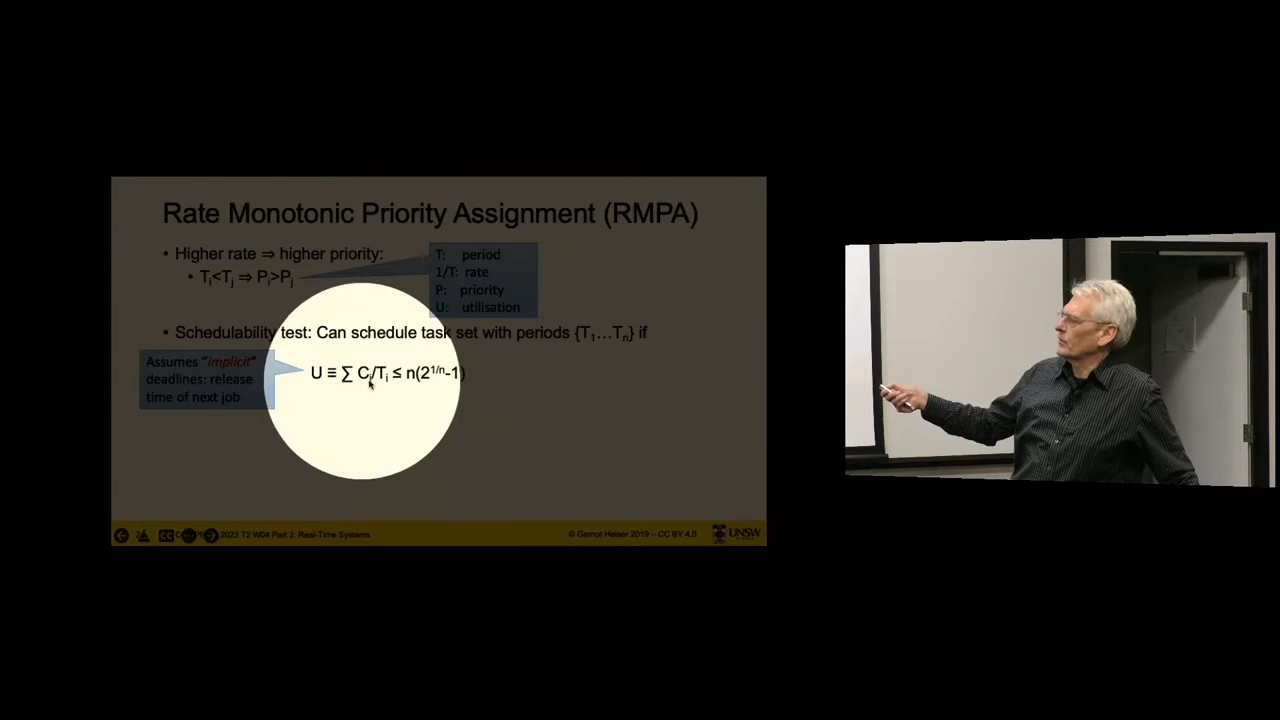 Rate Monotonic Priority Assignment (RMPA)
• Higher rate ⇒ higher priority:
• Ti<Tj ⇒ Pi>Pj
T: period
1/T: rate
P: priority
U: utilisation
• Schedulability test: Can schedule task set with periods {T1…Tn} if
Assumes "implicit"
deadlines: release
time of next job
U ≡ ∑ Ci/Ti ≤ n(2^1/n-1)
2022 T2 W04 Part 2: Real-Time Systems
© Gernot Heiser 2019 – CC BY 4.0
UNSW